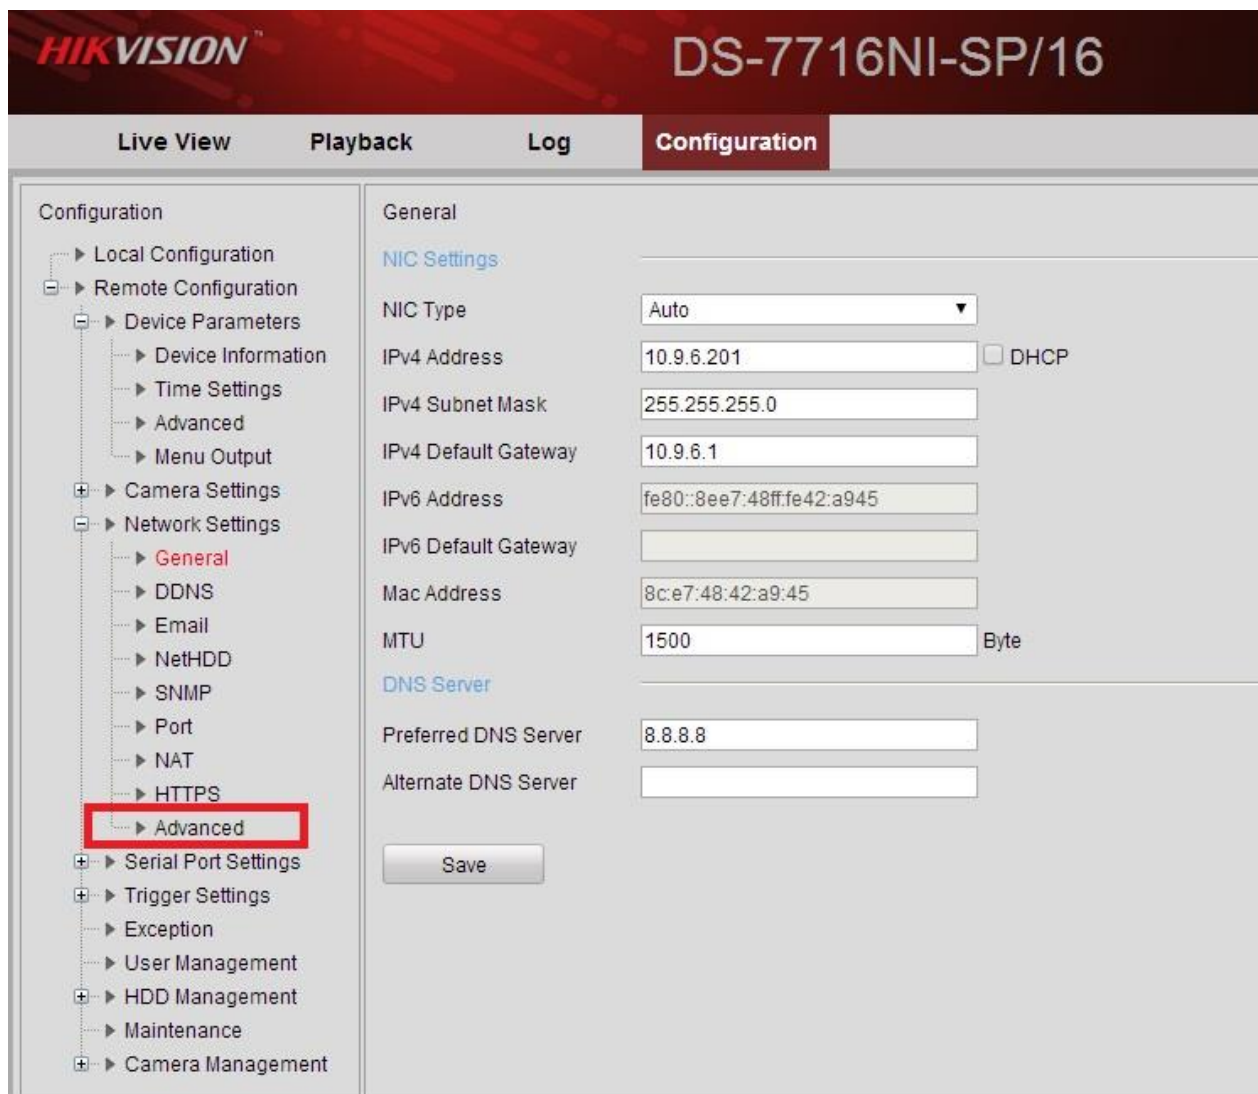 HIKVISION™
DS-7716NI-SP/16
Live View Playback Log Configuration
Configuration
Local Configuration
Remote Configuration
Device Parameters
Device Information
Time Settings
Advanced
Menu Output
Camera Settings
Network Settings
General
DDNS
Email
NetHDD
SNMP
Port
NAT
HTTPS
Advanced
Serial Port Settings
Trigger Settings
Exception
User Management
HDD Management
Maintenance
Camera Management
General
NIC Settings
NIC Type Auto
IPv4 Address 10.9.6.201 DHCP
IPv4 Subnet Mask 255.255.255.0
IPv4 Default Gateway 10.9.6.1
IPv6 Address fe80::8ee7:48ff:fe42:a945
IPv6 Default Gateway
Mac Address 8c:e7:48:42:a9:45
MTU 1500 Byte
DNS Server
Preferred DNS Server 8.8.8.8
Alternate DNS Server
Save